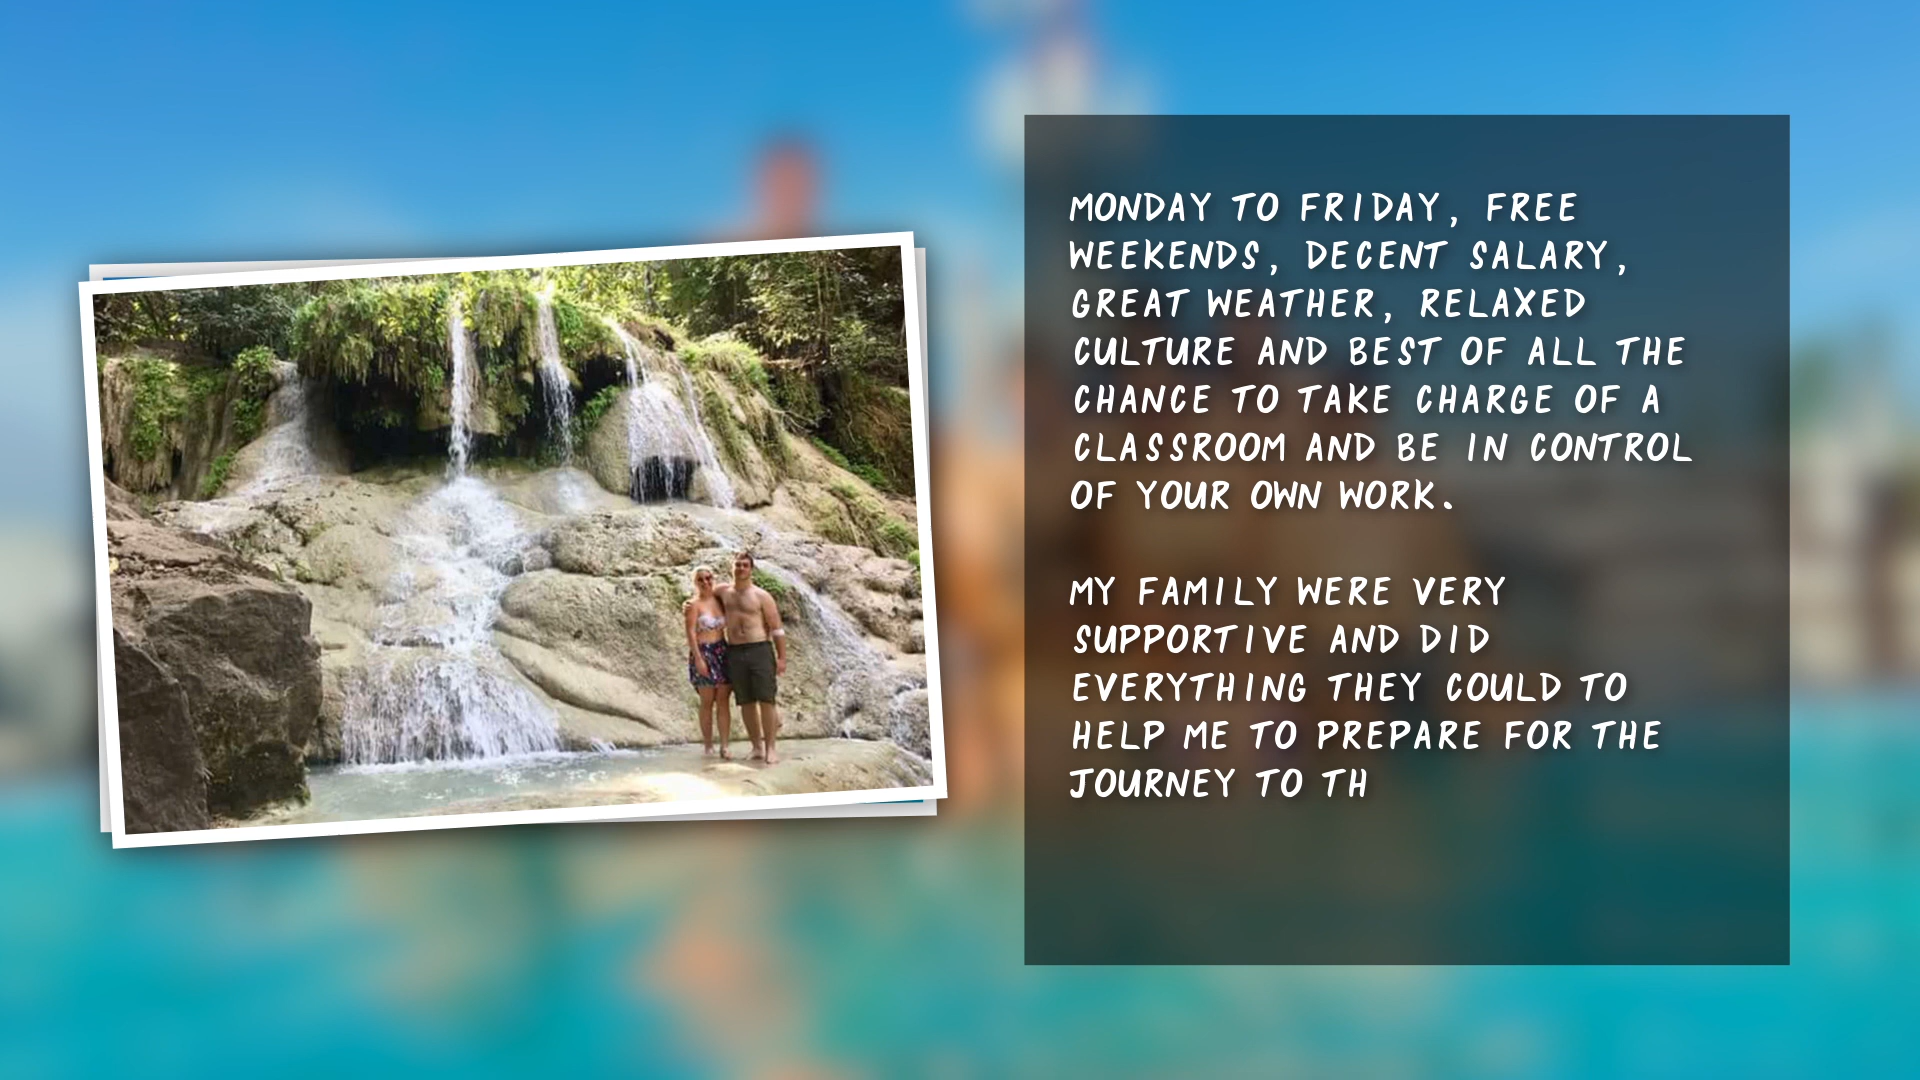 MONDAY TO FRIDAY, FREE
WEEKENDS, DECENT SALARY,
GREAT WEATHER, RELAXED
CULTURE AND BEST OF ALL THE
CHANCE TO TAKE CHARGE OF A
CLASSROOM AND BE IN CONTROL
OF YOUR OWN WORK.
MY FAMILY WERE VERY
SUPPORTIVE AND DID
EVERYTHING THEY COULD TO
HELP ME TO PREPARE FOR THE
JOURNEY TO TH